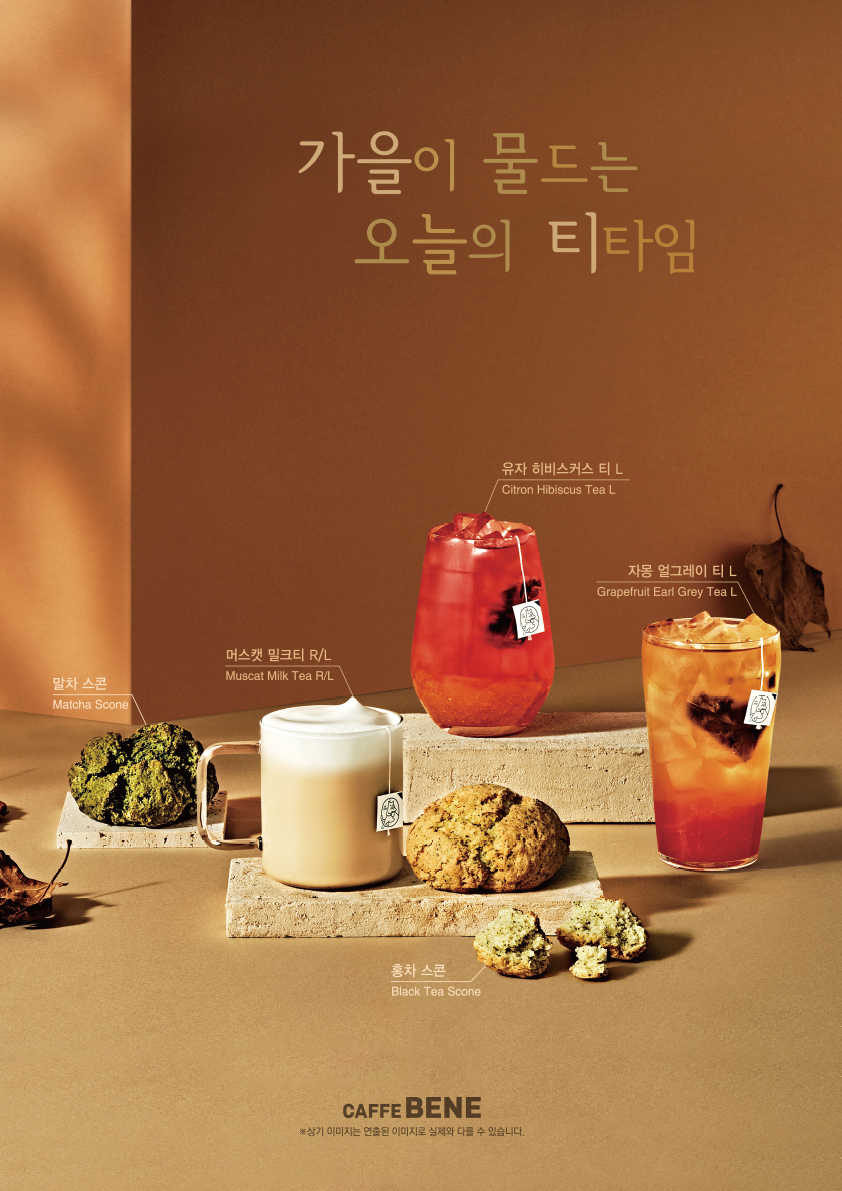 가을이 물드는
오늘의 티타임
유자 히비스커스 티 L
Citron Hibiscus Tea L
자몽 얼그레이 티 L
Grapefruit Earl Grey Tea L
머스캣 밀크티 R/L
Muscat Milk Tea R/L
말차 스콘
Matcha Scone
홍차 스콘
Black Tea Scone
CAFFE BENE
※상기 이미지는 연출된 이미지로 실제와 다를 수 있습니다.